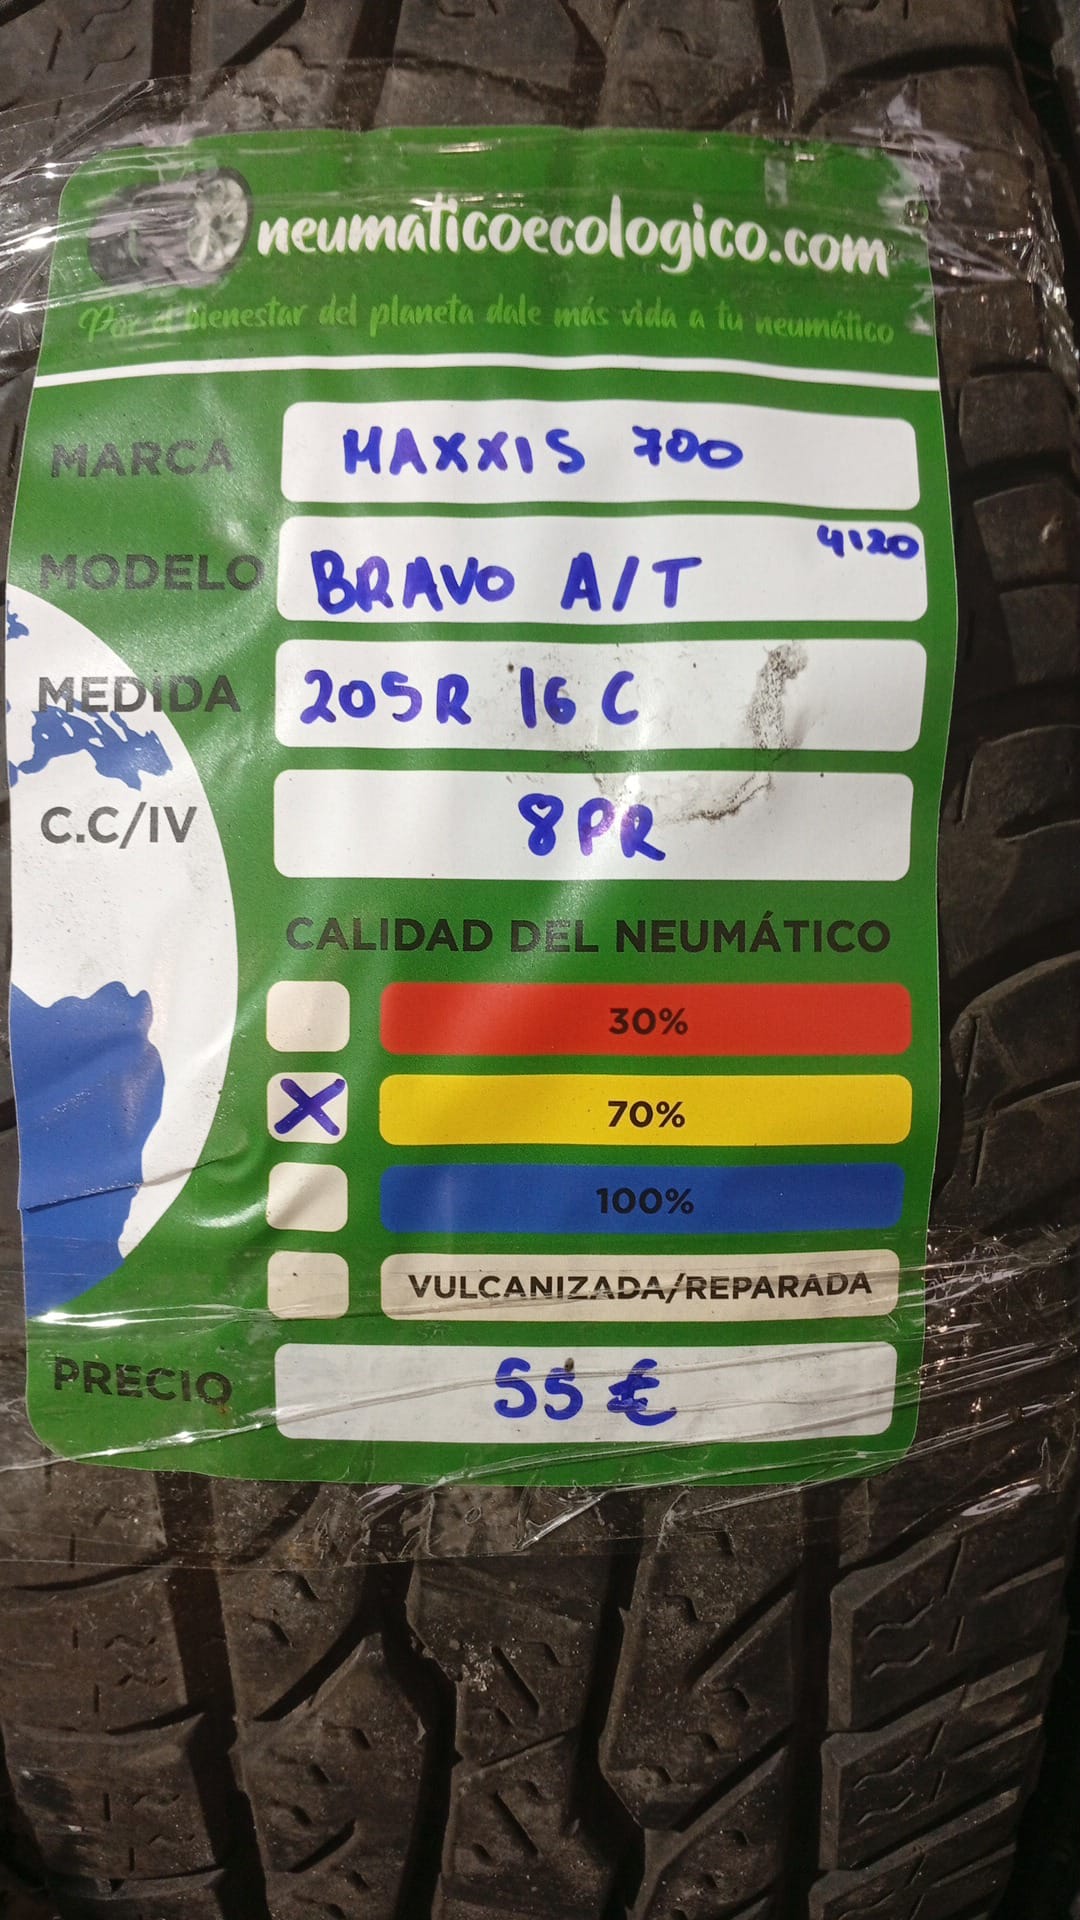 neumaticoecologico.com
Por el bienestar del planeta dale más vida a tu neumático
MARCA MAXXIS 700
MODELO BRAVO A/T 4120
MEDIDA 205R 16 C
C.C/IV 8PR
CALIDAD DEL NEUMÁTICO
30%
X 70%
100%
VULCANIZADA/REPARADA
PRECIO 55 €